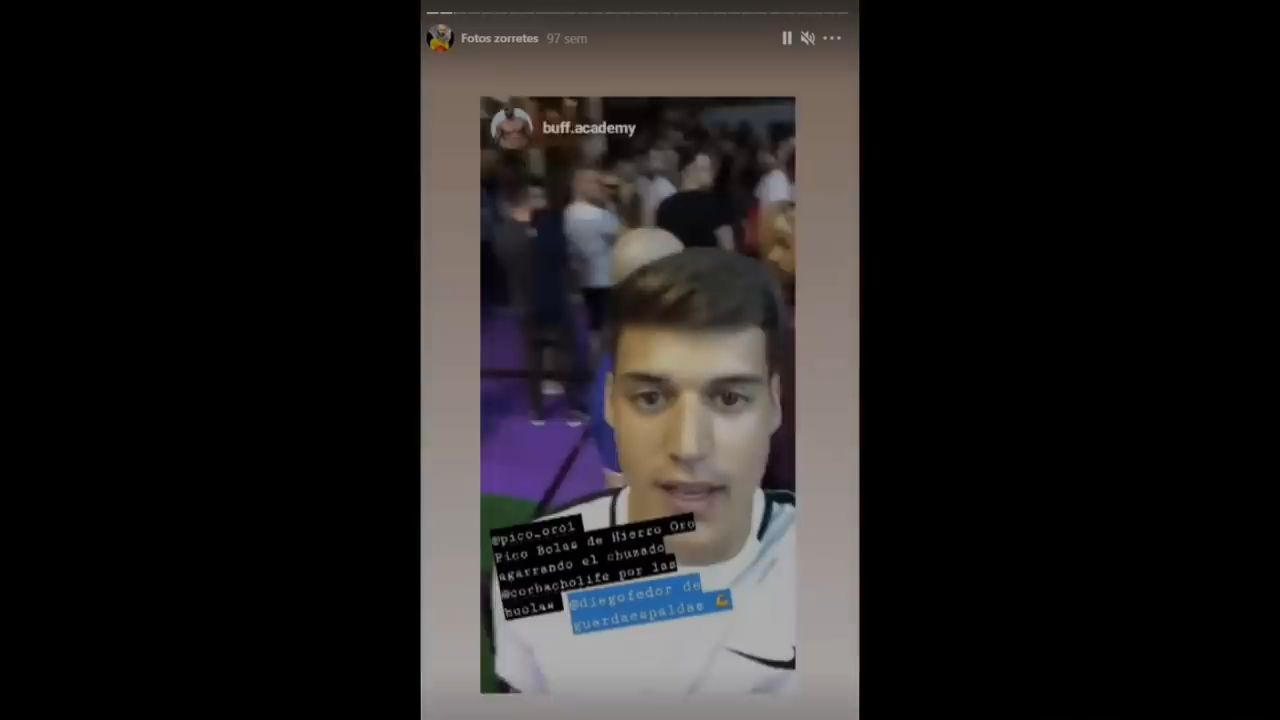 Fotos zorretes 97 sem
buff.academy
@pico_oro1
Pico Bolas de Hierro Oro
agarrando el chuzado
@corbacholife por las
huolas @diegofedor de
guardaespaldas 💪